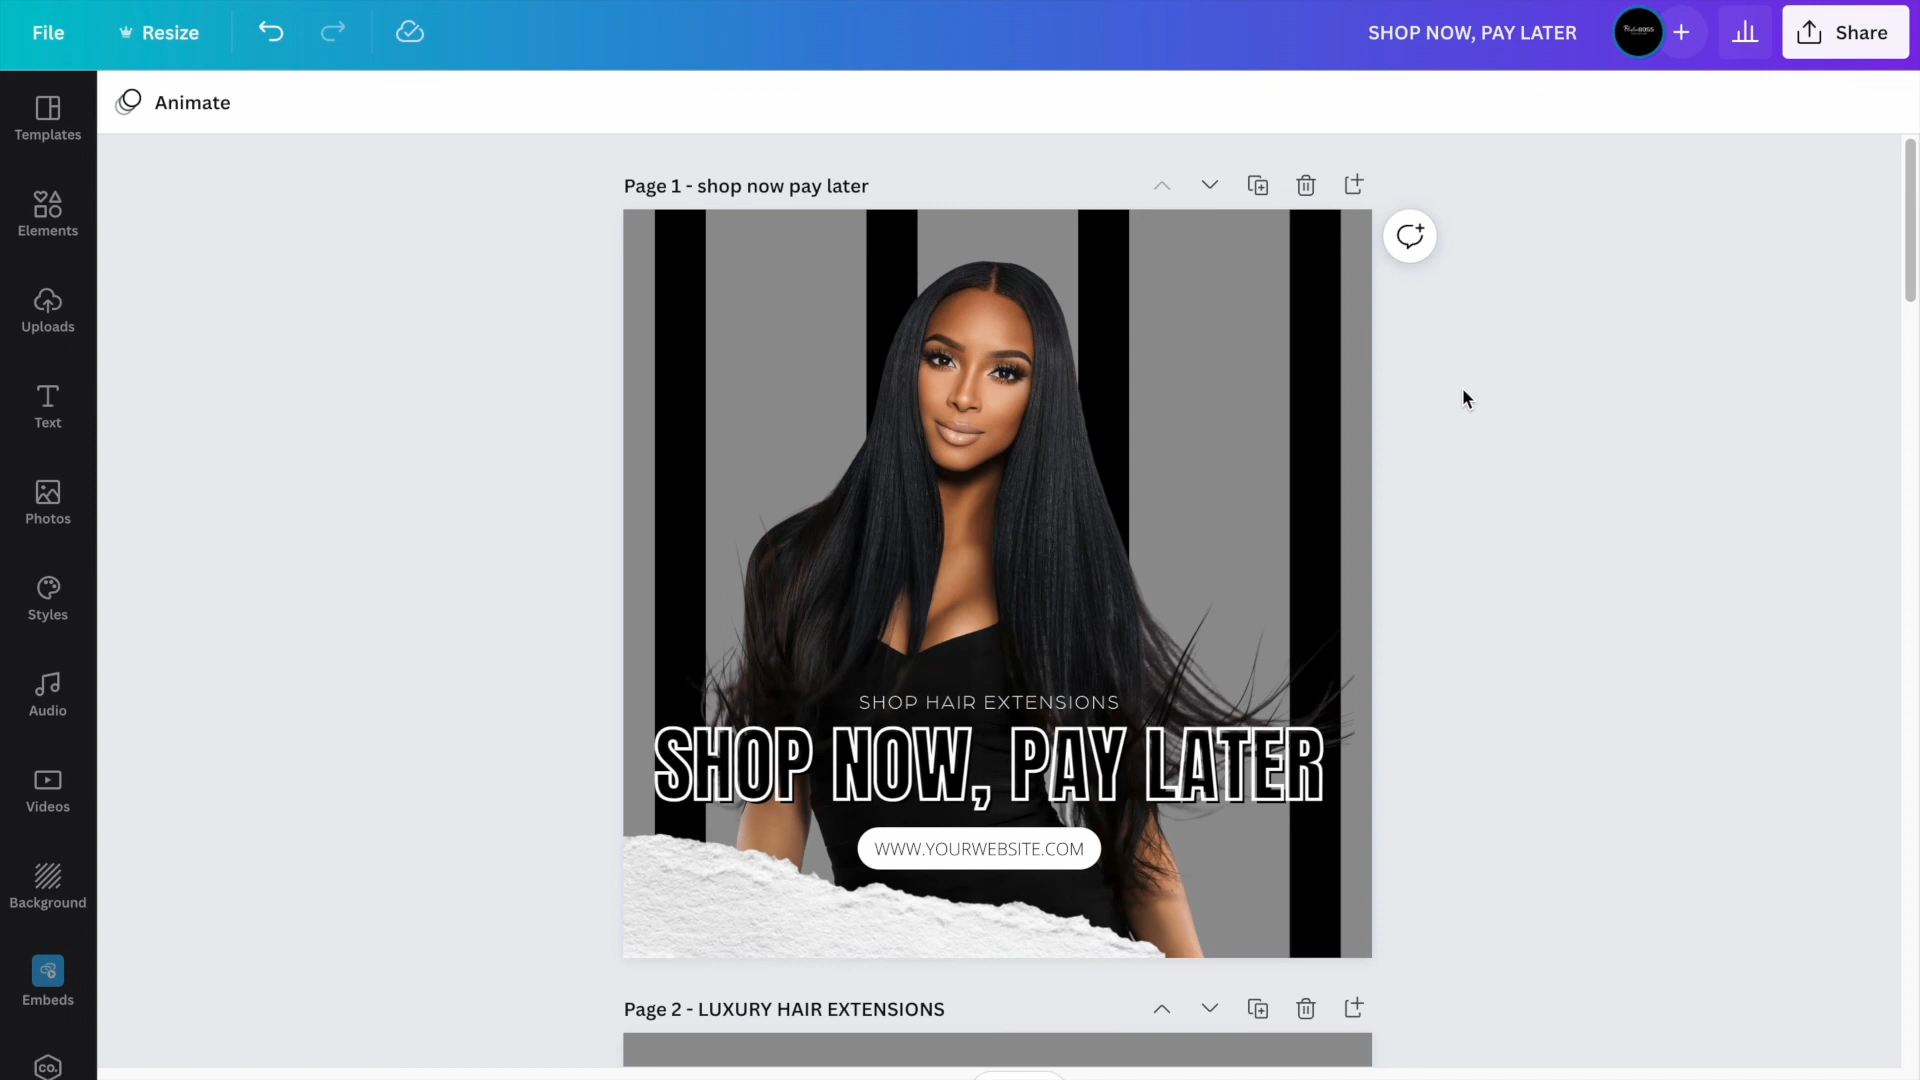 File
Resize
SHOP NOW, PAY LATER
Share
Animate
Templates
Elements
Uploads
Text
Photos
Styles
Audio
Videos
Background
Embeds
co.
Page 1 - shop now pay later
SHOP HAIR EXTENSIONS
SHOP NOW, PAY LATER
WWW.YOURWEBSITE.COM
Page 2 - LUXURY HAIR EXTENSIONS